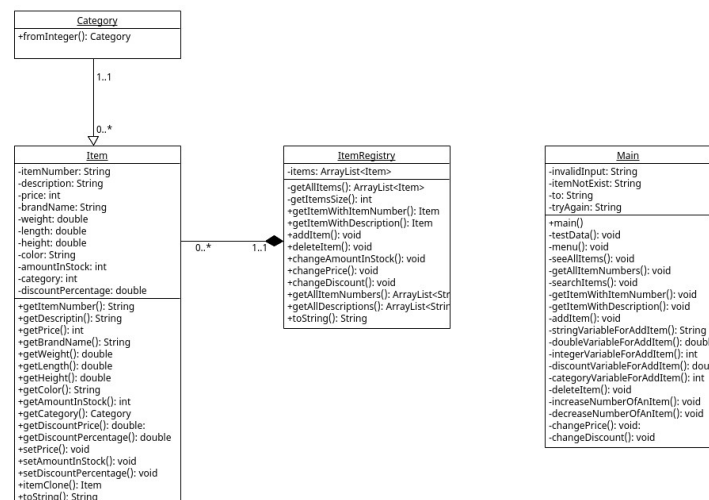 Category
+fromInteger(): Category
1..1
0..*
Item
-itemNumber: String
-description: String
-price: int
-brandName: String
-weight: double
-length: double
-height: double
-color: String
-amountInStock: int
-category: int
-discountPercentage: double
+getItemNumber(): String
+getDescriptin(): String
+getPrice(): int
+getBrandName(): String
+getWeight(): double
+getLength(): double
+getHeight(): double
+getColor(): String
+getAmountInStock(): int
+getCategory(): Category
+getDiscountPrice(): double:
+getDiscountPercentage(): double
+setPrice(): void
+setAmountInStock(): void
+setDiscountPercentage(): void
+itemClone(): Item
+toString(): String
0..*
1..1
ItemRegistry
-items: ArrayList<Item>
-getAllItems(): ArrayList<Item>
-getItemsSize(): int
+getItemWithItemNumber(): Item
+getItemWithDescription(): Item
+addItem(): void
+deleteItem(): void
+changeAmountInStock(): void
+changePrice(): void
+changeDiscount(): void
+getAllItemNumbers(): ArrayList<Str
+getAllDescriptions(): ArrayList<Strin
+toString(): String
Main
-invalidInput: String
-itemNotExist: String
-to: String
-tryAgain: String
+main()
-testData(): void
-menu(): void
-seeAllItems(): void
-getAllItemNumbers(): void
-searchItems(): void
-getItemWithItemNumber(): void
-getItemWithDescription(): void
-addItem(): void
-stringVariableForAddItem(): String
-doubleVariableForAddItem(): doubl
-integerVariableForAddItem(): int
-discountVariableForAddItem(): dou
-categoryVariableForAddItem(): int
-deleteItem(): void
-increaseNumberOfAnItem(): void
-decreaseNumberOfAnItem(): void
-changePrice(): void:
-changeDiscount(): void